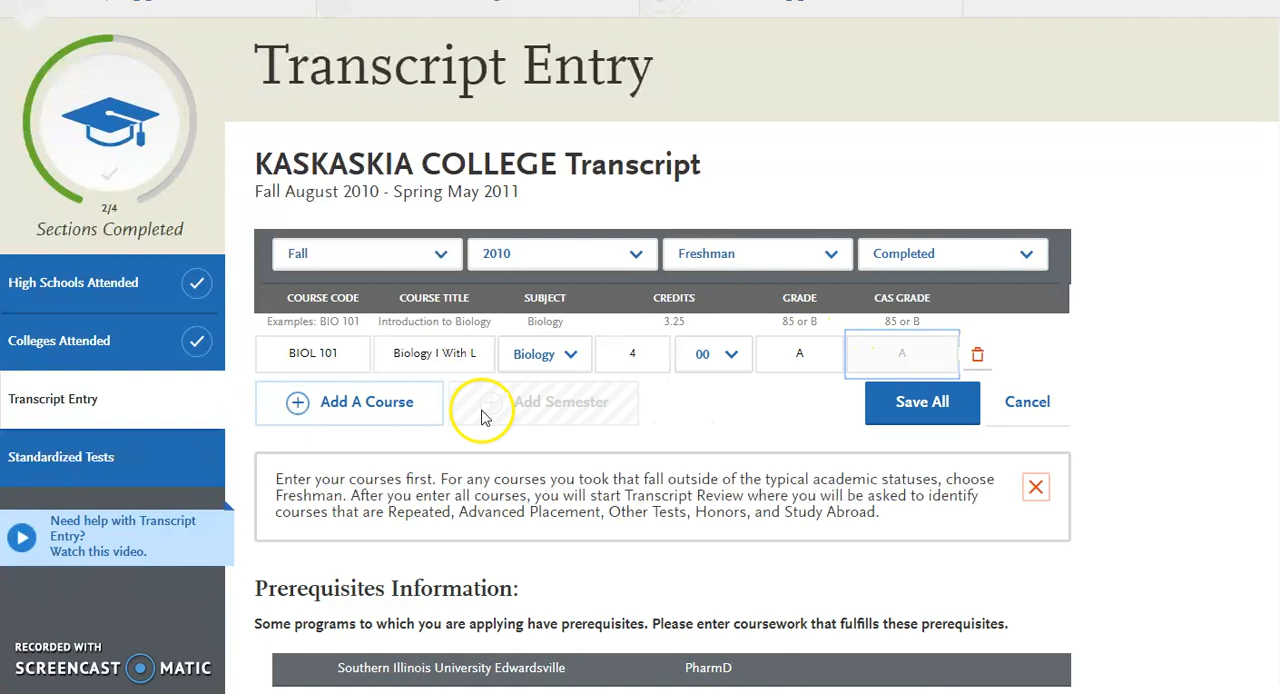 Transcript Entry
2/4
Sections Completed
High Schools Attended
Colleges Attended
Transcript Entry
Standardized Tests
Need help with Transcript
Entry?
Watch this video.
RECORDED WITH
SCREENCAST MATIC
KASKASKIA COLLEGE Transcript
Fall August 2010 - Spring May 2011
Fall 2010 Freshman Completed
COURSE CODE COURSE TITLE SUBJECT CREDITS GRADE CAS GRADE
Examples: BIO 101 Introduction to Biology Biology 3.25 85 or B 85 or B
BIOL 101 Biology I With L Biology 4 00 A A
Add A Course Add Semester Save All Cancel
Enter your courses first. For any courses you took that fall outside of the typical academic statuses, choose
Freshman. After you enter all courses, you will start Transcript Review where you will be asked to identify
courses that are Repeated, Advanced Placement, Other Tests, Honors, and Study Abroad.
Prerequisites Information:
Some programs to which you are applying have prerequisites. Please enter coursework that fulfills these prerequisites.
Southern Illinois University Edwardsville PharmD